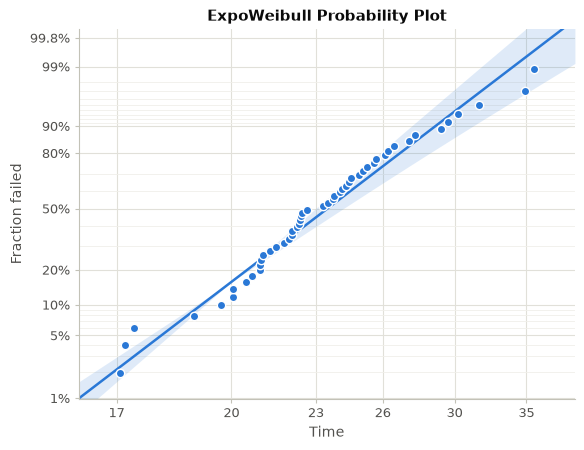 ExpoWeibull Probability Plot
99.8%
99%
90%
80%
50%
20%
10%
5%
1%
Fraction failed
17 20 23 26 30 35
Time